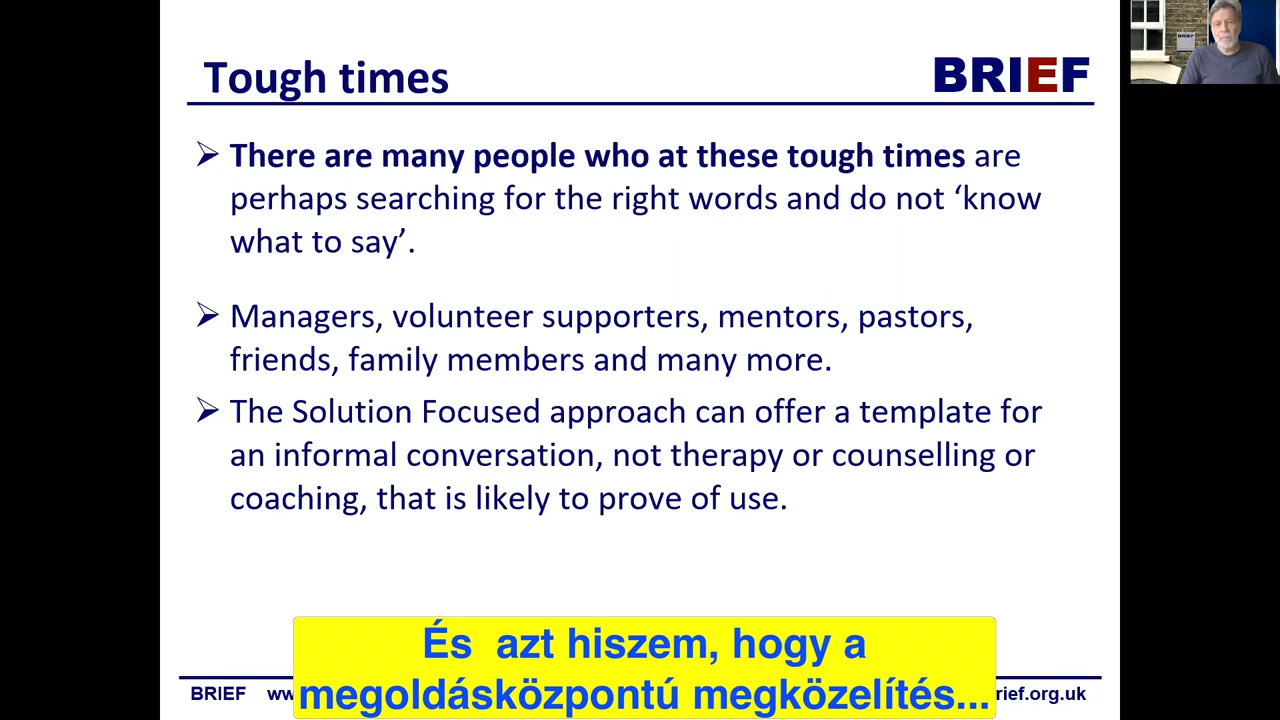 Tough times
BRIEF
BRIEF
➢ There are many people who at these tough times are
perhaps searching for the right words and do not ‘know
what to say’.
➢ Managers, volunteer supporters, mentors, pastors,
friends, family members and many more.
➢ The Solution Focused approach can offer a template for
an informal conversation, not therapy or counselling or
coaching, that is likely to prove of use.
És azt hiszem, hogy a
megoldásközpontú megközelítés...
BRIEF
rief.org.uk